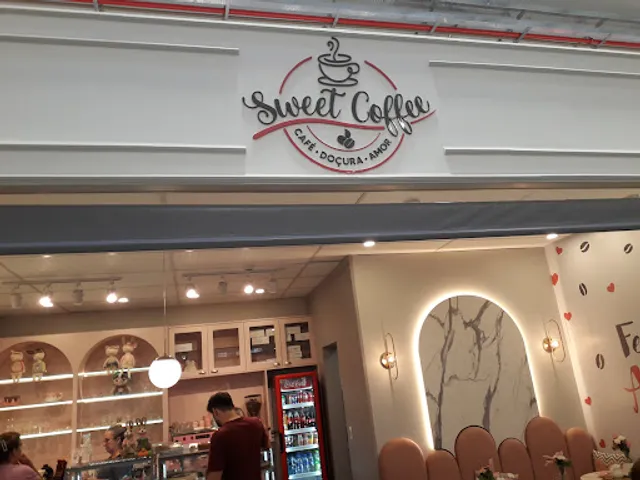 Sweet Coffee
CAFÉ • DOÇURA • AMOR